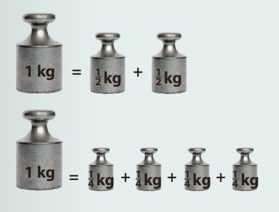 1 kg = ½ kg + ½ kg
1 kg = ¼ kg + ¼ kg + ¼ kg + ¼ kg